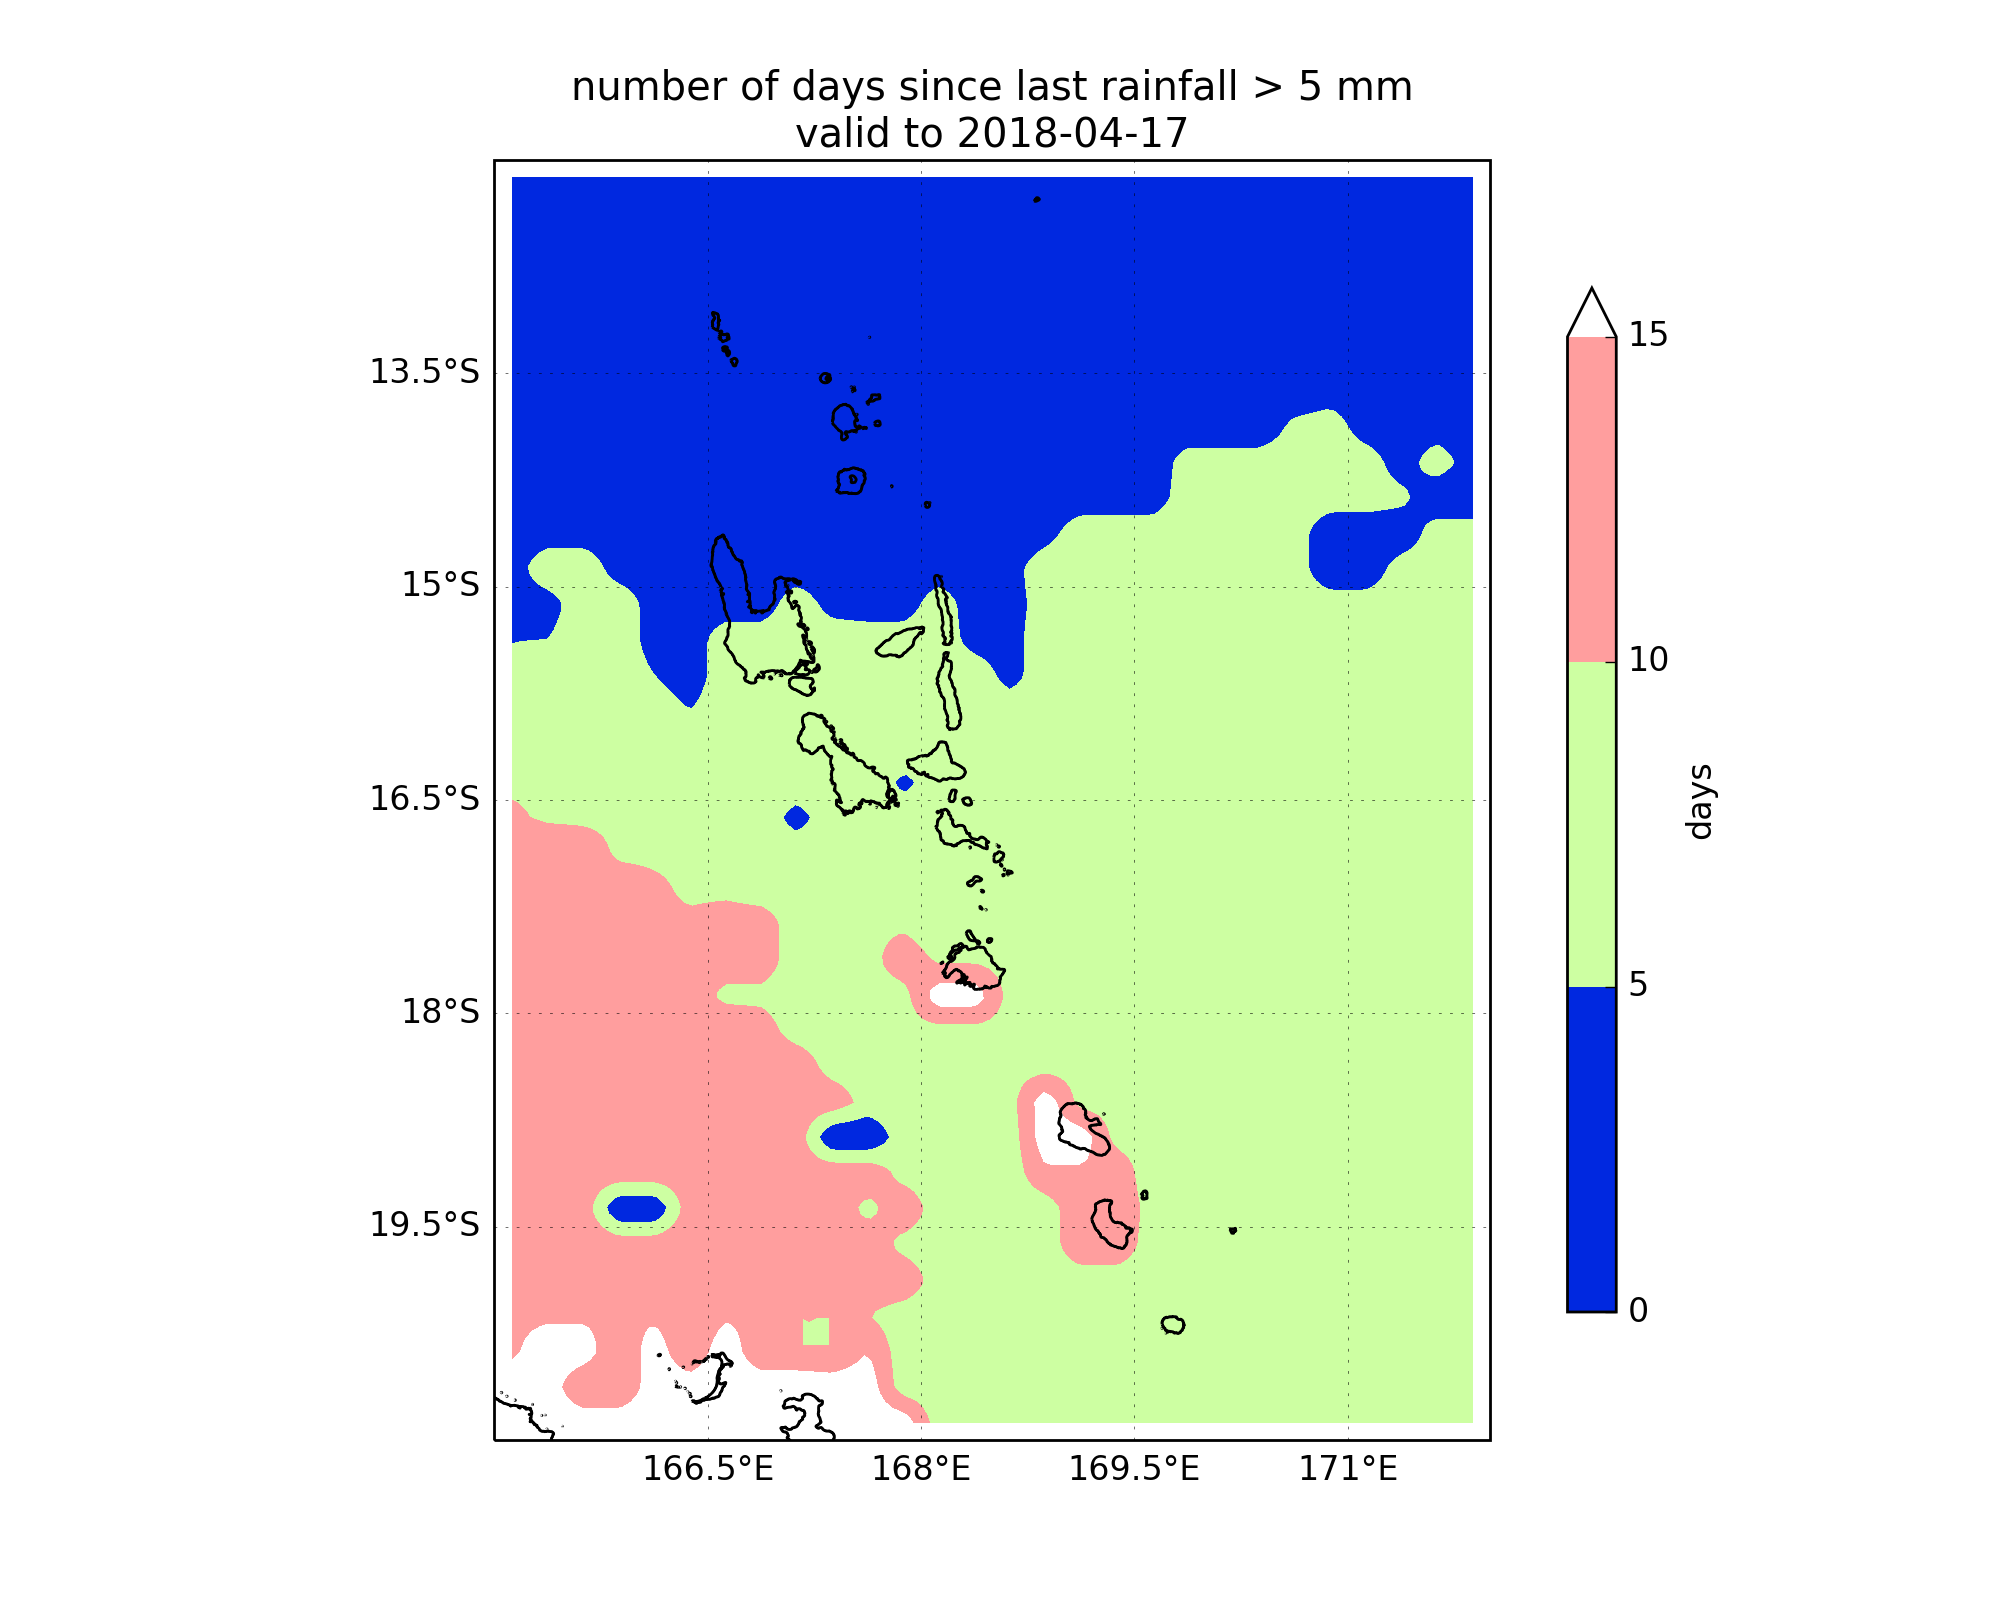 number of days since last rainfall > 5 mm
valid to 2018-04-17
13.5°S
15°S
16.5°S
18°S
19.5°S
166.5°E
168°E
169.5°E
171°E
15
10
5
0
days